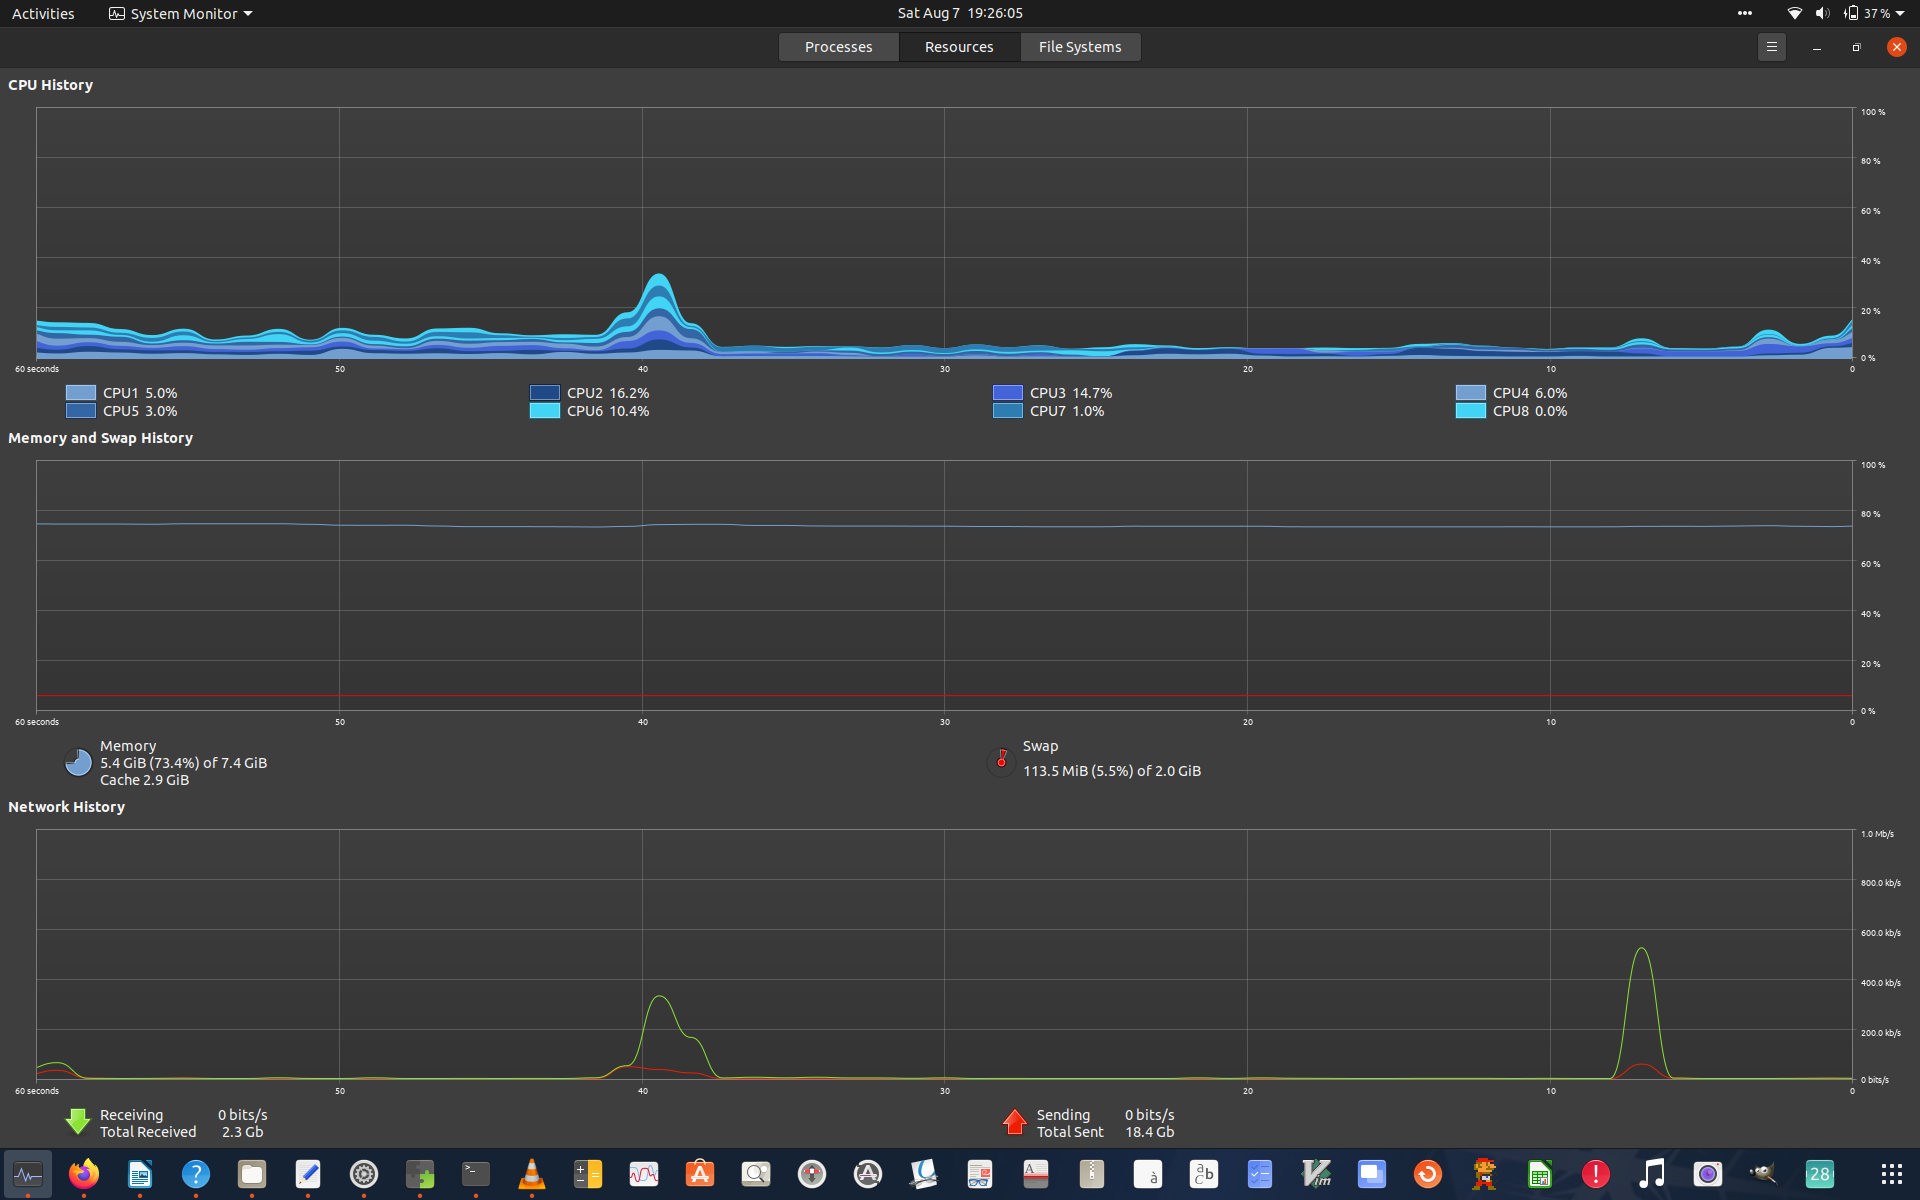 Activities System Monitor Sat Aug 7 19:26:05 37 %
Processes Resources File Systems
CPU History
100 %
80 %
60 %
40 %
20 %
0 %
60 seconds 50 40 30 20 10 0
CPU1 5.0% CPU2 16.2% CPU3 14.7% CPU4 6.0%
CPU5 3.0% CPU6 10.4% CPU7 1.0% CPU8 0.0%
Memory and Swap History
100 %
80 %
60 %
40 %
20 %
0 %
60 seconds 50 40 30 20 10 0
Memory
5.4 GiB (73.4%) of 7.4 GiB
Cache 2.9 GiB
Swap
113.5 MiB (5.5%) of 2.0 GiB
Network History
1.0 Mb/s
800.0 kb/s
600.0 kb/s
400.0 kb/s
200.0 kb/s
0 bits/s
60 seconds 50 40 30 20 10 0
Receiving 0 bits/s
Total Received 2.3 Gb
Sending 0 bits/s
Total Sent 18.4 Gb
? >_ A à ab c Vim ! 28